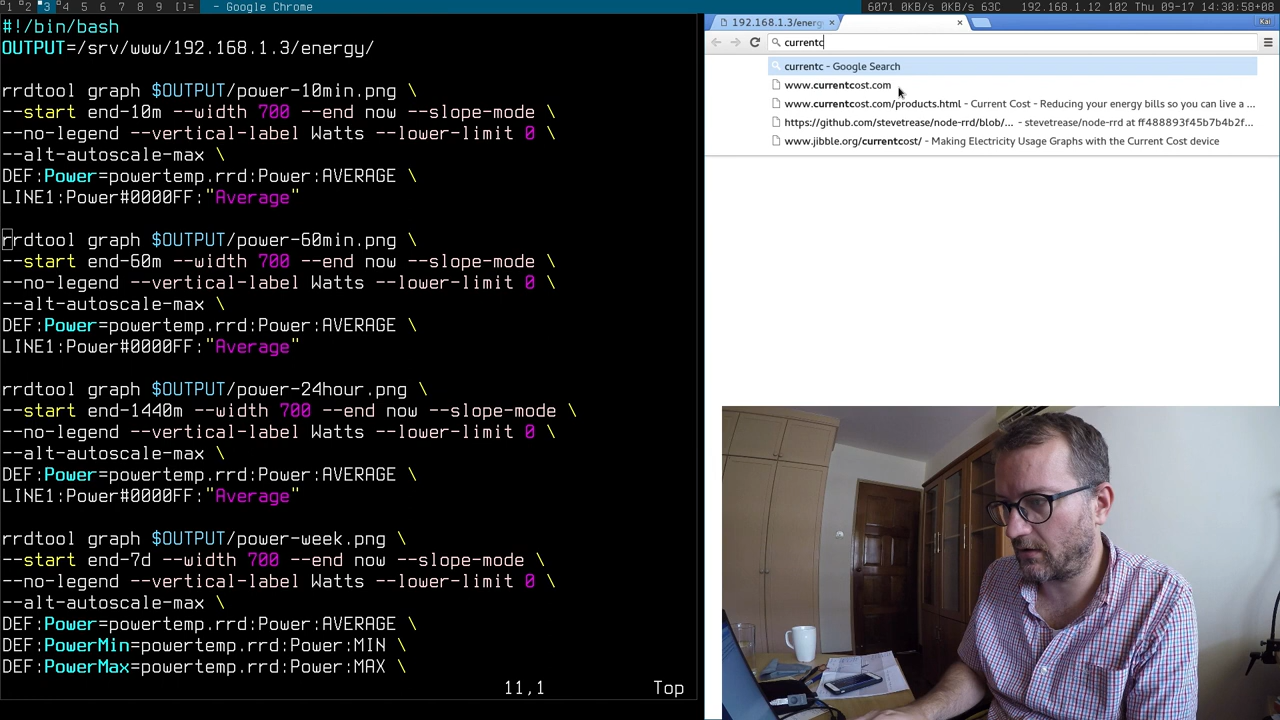 1 2 3 4 5 6 7 8 9 []= - Google Chrome 6071 0KB/s 0KB/s 63C 192.168.1.12 102 Thu 09-17 14:30:58+08
#!/bin/bash
OUTPUT=/srv/www/192.168.1.3/energy/
rrdtool graph $OUTPUT/power-10min.png \
--start end-10m --width 700 --end now --slope-mode \
--no-legend --vertical-label Watts --lower-limit 0 \
--alt-autoscale-max \
DEF:Power=powertemp.rrd:Power:AVERAGE \
LINE1:Power#0000FF:"Average"
rrdtool graph $OUTPUT/power-60min.png \
--start end-60m --width 700 --end now --slope-mode \
--no-legend --vertical-label Watts --lower-limit 0 \
--alt-autoscale-max \
DEF:Power=powertemp.rrd:Power:AVERAGE \
LINE1:Power#0000FF:"Average"
rrdtool graph $OUTPUT/power-24hour.png \
--start end-1440m --width 700 --end now --slope-mode \
--no-legend --vertical-label Watts --lower-limit 0 \
--alt-autoscale-max \
DEF:Power=powertemp.rrd:Power:AVERAGE \
LINE1:Power#0000FF:"Average"
rrdtool graph $OUTPUT/power-week.png \
--start end-7d --width 700 --end now --slope-mode \
--no-legend --vertical-label Watts --lower-limit 0 \
--alt-autoscale-max \
DEF:Power=powertemp.rrd:Power:AVERAGE \
DEF:PowerMin=powertemp.rrd:Power:MIN \
DEF:PowerMax=powertemp.rrd:Power:MAX \
11,1 Top
192.168.1.3/energy Kai
currentc
currentc - Google Search
www.currentcost.com
www.currentcost.com/products.html - Current Cost - Reducing your energy bills so you can live a ...
https://github.com/stevetrease/node-rrd/blob/... - stevetrease/node-rrd at ff488893f45b7b4b2f...
www.jibble.org/currentcost/ - Making Electricity Usage Graphs with the Current Cost device